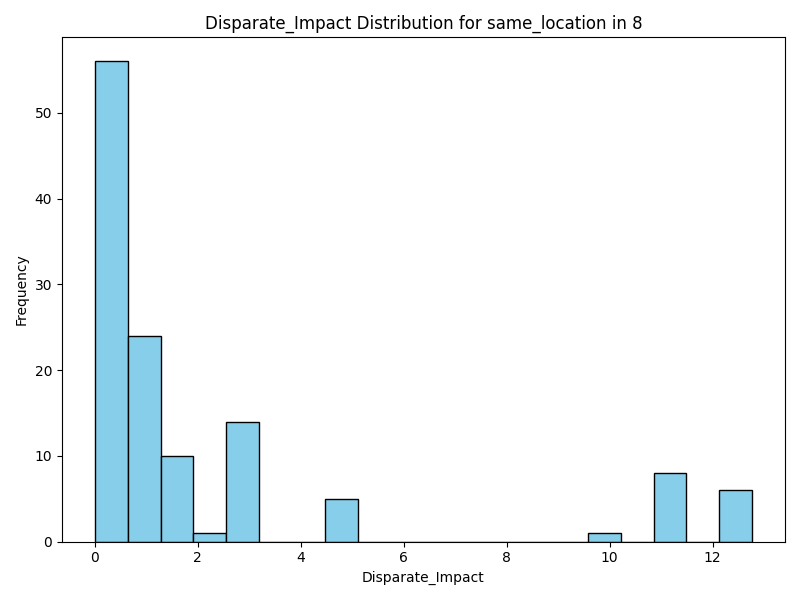 Disparate_Impact Distribution for same_location in 8
Frequency
50
40
30
20
10
0
0 2 4 6 8 10 12
Disparate_Impact